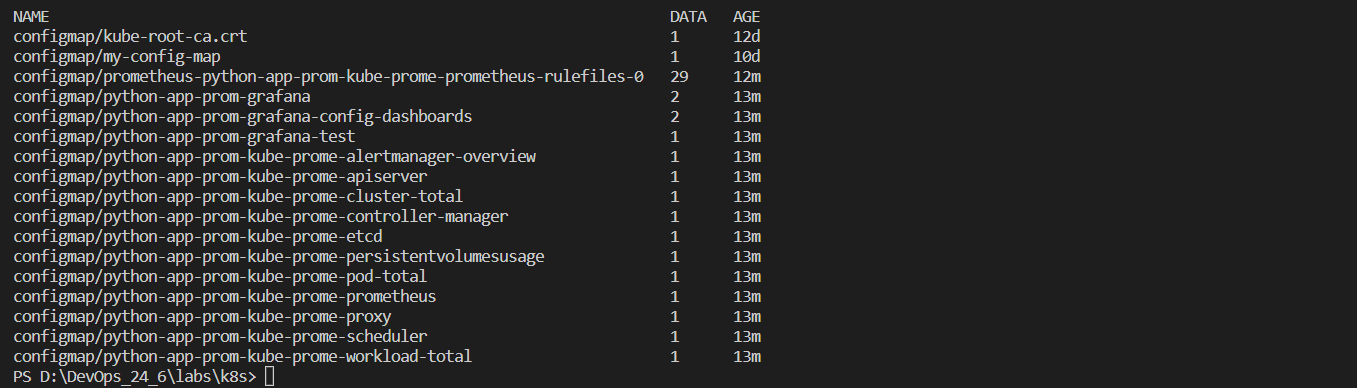 NAME DATA AGE
configmap/kube-root-ca.crt 1 12d
configmap/my-config-map 1 10d
configmap/prometheus-python-app-prom-kube-prome-prometheus-rulefiles-0 29 12m
configmap/python-app-prom-grafana 2 13m
configmap/python-app-prom-grafana-config-dashboards 2 13m
configmap/python-app-prom-grafana-test 1 13m
configmap/python-app-prom-kube-prome-alertmanager-overview 1 13m
configmap/python-app-prom-kube-prome-apiserver 1 13m
configmap/python-app-prom-kube-prome-cluster-total 1 13m
configmap/python-app-prom-kube-prome-controller-manager 1 13m
configmap/python-app-prom-kube-prome-etcd 1 13m
configmap/python-app-prom-kube-prome-persistentvolumesusage 1 13m
configmap/python-app-prom-kube-prome-pod-total 1 13m
configmap/python-app-prom-kube-prome-prometheus 1 13m
configmap/python-app-prom-kube-prome-proxy 1 13m
configmap/python-app-prom-kube-prome-scheduler 1 13m
configmap/python-app-prom-kube-prome-workload-total 1 13m
PS D:\DevOps_24_6\labs\k8s>